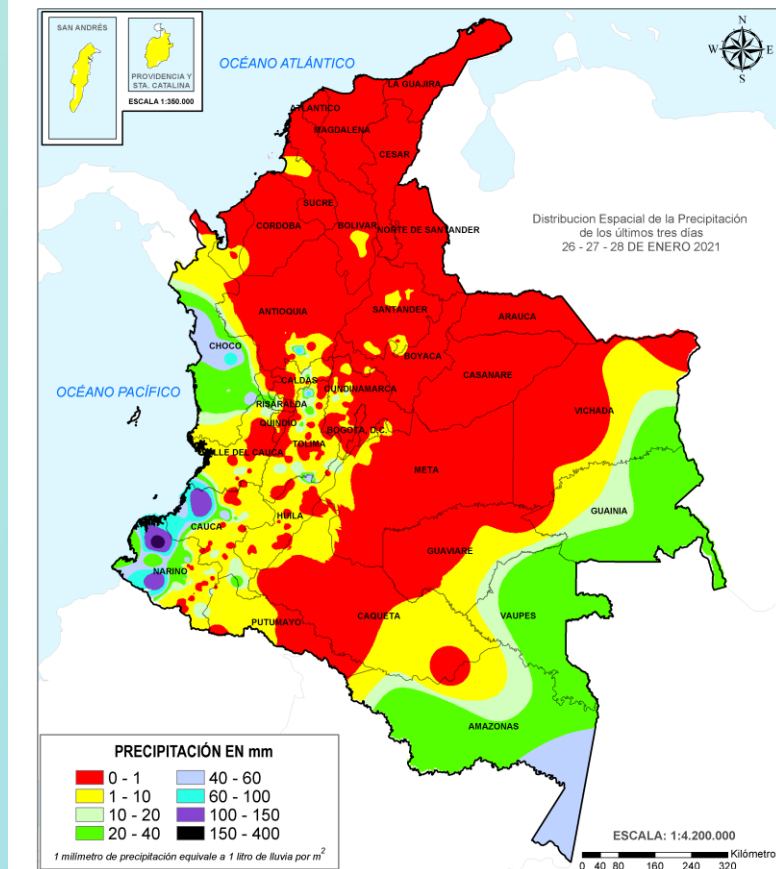 SAN ANDRÉS
PROVIDENCIA Y
STA. CATALINA
ESCALA 1:350.000
OCÉANO ATLÁNTICO
N
W
E
S
LA GUAJIRA
ATLANTICO
MAGDALENA
CESAR
SUCRE
CORDOBA
BOLIVAR
NORTE DE SANTANDER
Distribucion Espacial de la Precipitación
de los últimos tres días
26 - 27 - 28 DE ENERO 2021
ANTIOQUIA
SANTANDER
ARAUCA
CHOCO
BOYACA
OCÉANO PACÍFICO
CALDAS
CUNDINAMARCA
CASANARE
RISARALDA
VICHADA
QUINDIO
BOGOTA, D.C.
TOLIMA
VALLE DEL CAUCA
META
GUAINIA
HUILA
CAUCA
GUAVIARE
NARINO
VAUPES
CAQUETA
PUTUMAYO
AMAZONAS
PRECIPITACIÓN EN mm
0 - 1
40 - 60
1 - 10
60 - 100
10 - 20
100 - 150
20 - 40
150 - 400
1 milímetro de precipitación equivale a 1 litro de lluvia por m²
ESCALA: 1:4.200.000
Kilómetro
0 40 80 160 240 320